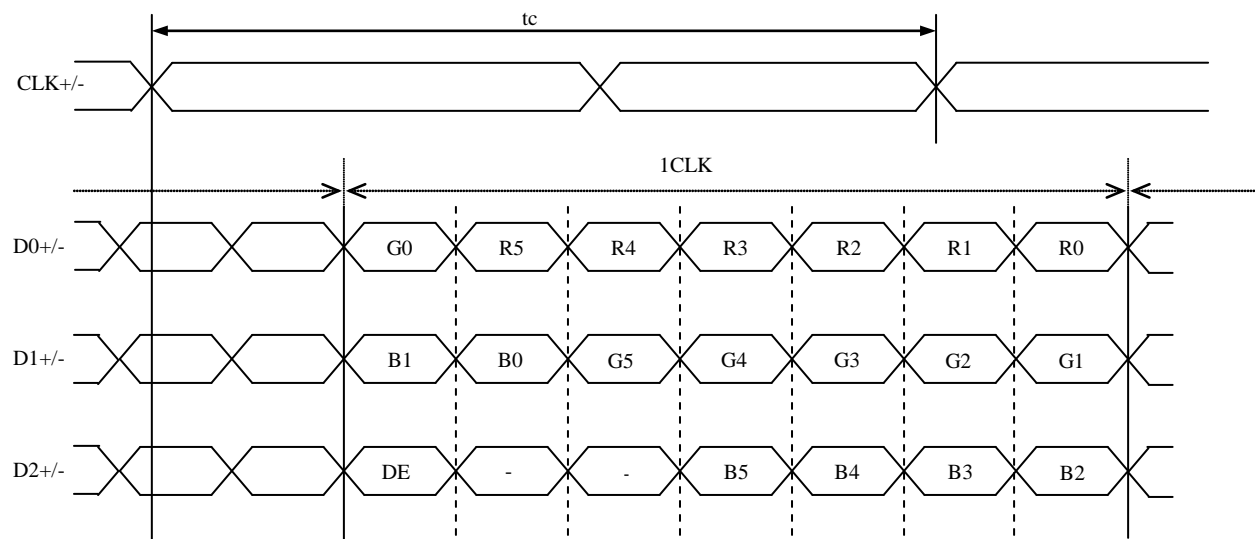 tc
CLK+/-
1CLK
D0+/- G0 R5 R4 R3 R2 R1 R0
D1+/- B1 B0 G5 G4 G3 G2 G1
D2+/- DE - - B5 B4 B3 B2